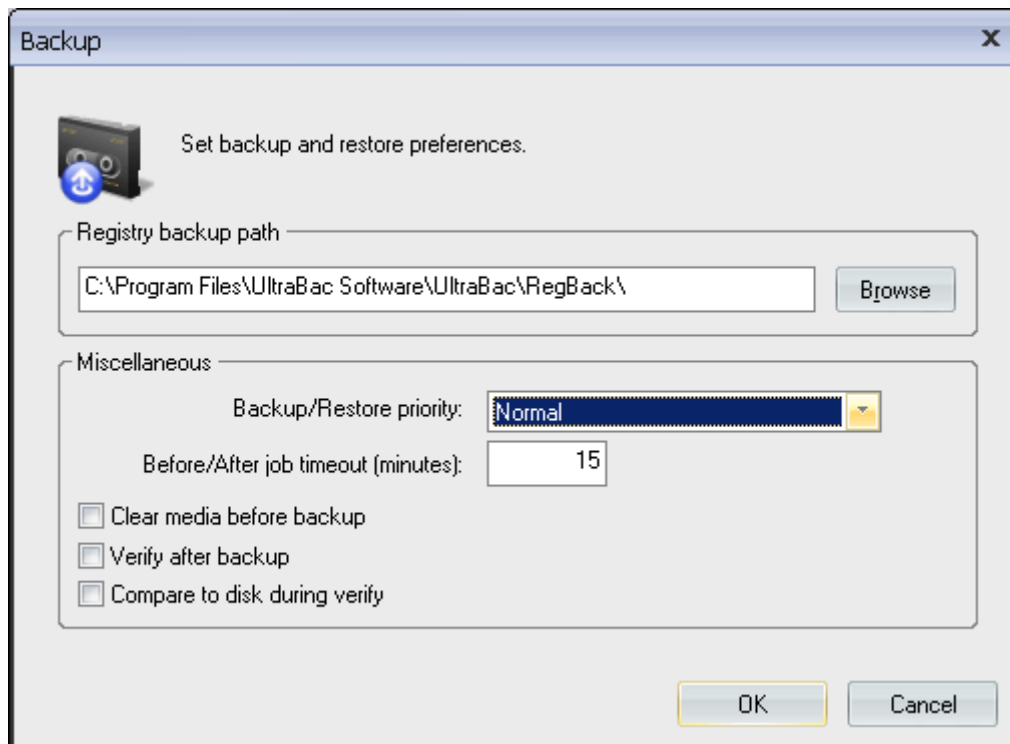 Backup
Set backup and restore preferences.
Registry backup path
C:\Program Files\UltraBac Software\UltraBac\RegBack\
Browse
Miscellaneous
Backup/Restore priority:
Normal
Before/After job timeout (minutes):
15
Clear media before backup
Verify after backup
Compare to disk during verify
OK
Cancel